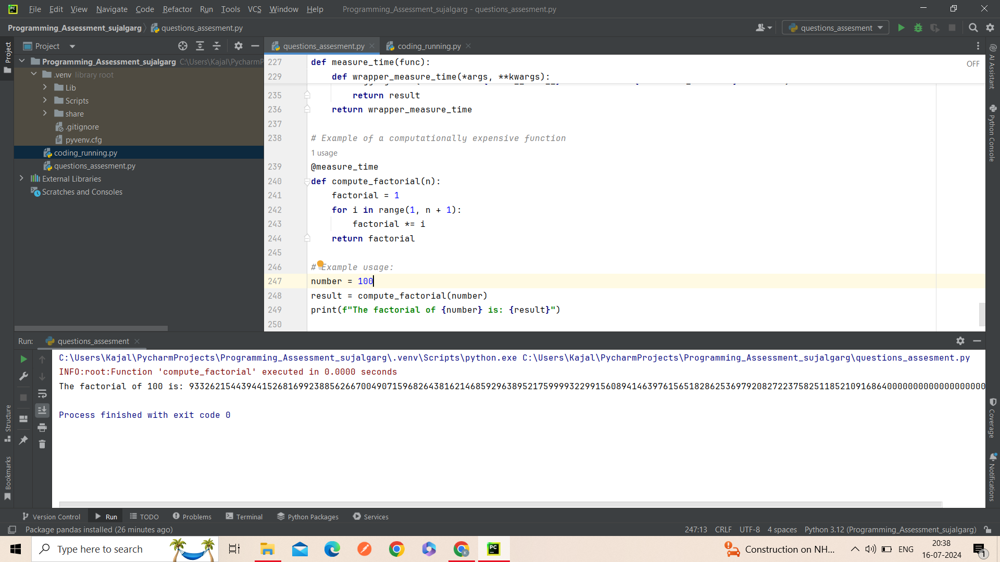 File Edit View Navigate Code Refactor Run Tools VCS Window Help Programming_Assessment_sujalgarg - questions_assesment.py
Programming_Assessment_sujalgarg questions_assesment.py questions_assesment
Project
Project
questions_assesment.py
coding_running.py
Programming_Assessment_sujalgarg C:\Users\Kajal\PycharmP
.venv library root
Lib
Scripts
share
.gitignore
pyvenv.cfg
coding_running.py
questions_assesment.py
External Libraries
Scratches and Consoles
OFF
227 def measure_time(func):
229 def wrapper_measure_time(*args, **kwargs):
235 return result
236 return wrapper_measure_time
237
238 # Example of a computationally expensive function
1 usage
239 @measure_time
240 def compute_factorial(n):
241 factorial = 1
242 for i in range(1, n + 1):
243 factorial *= i
244 return factorial
245
246 # Example usage:
247 number = 100
248 result = compute_factorial(number)
249 print(f"The factorial of {number} is: {result}")
250
AI Assistant
Python Console
Coverage
Notifications
Structure
Bookmarks
Run: questions_assesment
C:\Users\Kajal\PycharmProjects\Programming_Assessment_sujalgarg\.venv\Scripts\python.exe C:\Users\Kajal\PycharmProjects\Programming_Assessment_sujalgarg\questions_assesment.py
INFO:root:Function 'compute_factorial' executed in 0.0000 seconds
The factorial of 100 is: 93326215443944152681699238856266700490715968264381621468592963895217599993229915608941463976156518286253697920827223758251185210916864000000000000000000
Process finished with exit code 0
Version Control Run TODO Problems Terminal Python Packages Services
Package pandas installed (26 minutes ago) 247:13 CRLF UTF-8 4 spaces Python 3.12 (Programming_Assessment_sujalgarg)
Type here to search
Construction on NH...
ENG
20:38
16-07-2024
1